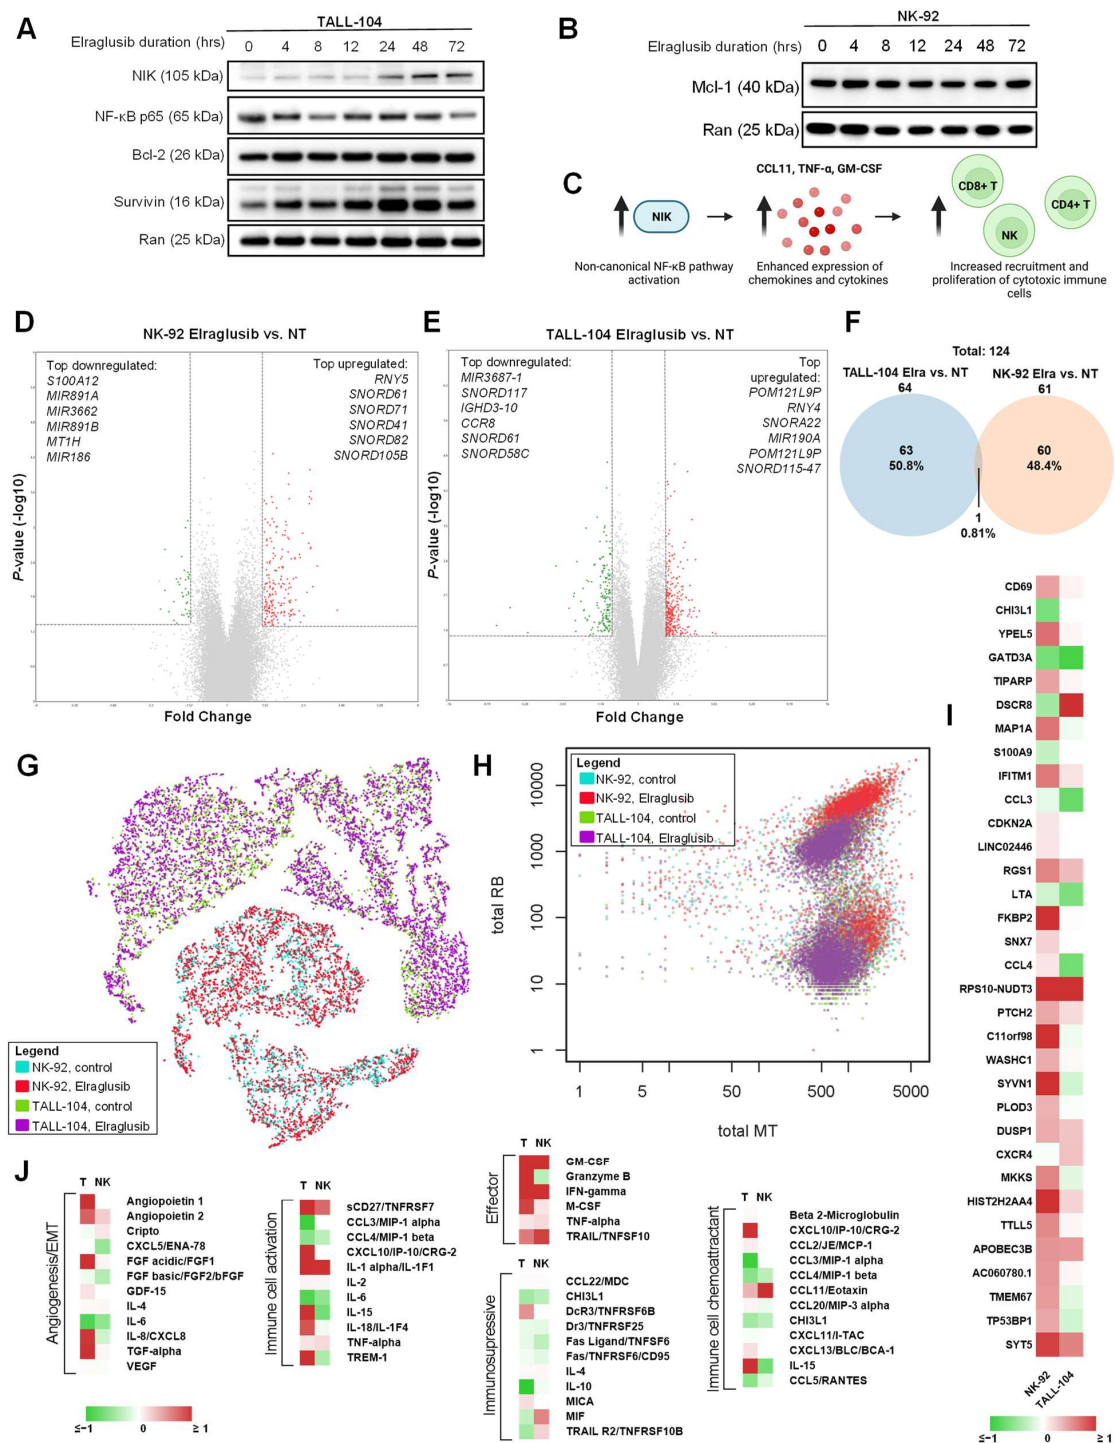 A
TALL-104
Elraglusib duration (hrs)
0 4 8 12 24 48 72
NIK (105 kDa)
NF-κB p65 (65 kDa)
Bcl-2 (26 kDa)
Survivin (16 kDa)
Ran (25 kDa)
B
NK-92
Elraglusib duration (hrs)
0 4 8 12 24 48 72
Mcl-1 (40 kDa)
Ran (25 kDa)
C
NIK
Non-canonical NF-κB pathway
activation
CCL11, TNF-α, GM-CSF
Enhanced expression of
chemokines and cytokines
CD8+ T
CD4+ T
NK
Increased recruitment and
proliferation of cytotoxic immune
cells
D
NK-92 Elraglusib vs. NT
Top downregulated:
S100A12
MIR891A
MIR3662
MIR891B
MT1H
MIR186
Top upregulated:
RNY5
SNORD61
SNORD71
SNORD41
SNORD82
SNORD105B
P-value (-log10)
Fold Change
E
TALL-104 Elraglusib vs. NT
Top downregulated:
MIR3687-1
SNORD117
IGHD3-10
CCR8
SNORD61
SNORD58C
Top
upregulated:
POM121L9P
RNY4
SNORA22
MIR190A
POM121L9P
SNORD115-47
P-value (-log10)
Fold Change
F
Total: 124
TALL-104 Elra vs. NT
64
NK-92 Elra vs. NT
61
63
50.8%
60
48.4%
1
0.81%
G
Legend
NK-92, control
NK-92, Elraglusib
TALL-104, control
TALL-104, Elraglusib
H
Legend
NK-92, control
NK-92, Elraglusib
TALL-104, control
TALL-104, Elraglusib
total RB
10000
1000
100
10
1
1 5 50 500 5000
total MT
I
CD69
CHI3L1
YPEL5
GATD3A
TIPARP
DSCR8
MAP1A
S100A9
IFITM1
CCL3
CDKN2A
LINC02446
RGS1
LTA
FKBP2
SNX7
CCL4
RPS10-NUDT3
PTCH2
C11orf98
WASHC1
SYVN1
PLOD3
DUSP1
CXCR4
MKKS
HIST2H2AA4
TTLL5
APOBEC3B
AC060780.1
TMEM67
TP53BP1
SYT5
NK-92
TALL-104
≤−1 0 ≥ 1
J
Angiogenesis/EMT
T NK
Angiopoietin 1
Angiopoietin 2
Cripto
CXCL5/ENA-78
FGF acidic/FGF1
FGF basic/FGF2/bFGF
GDF-15
IL-4
IL-6
IL-8/CXCL8
TGF-alpha
VEGF
≤−1 0 ≥ 1
Immune cell activation
T NK
sCD27/TNFRSF7
CCL3/MIP-1 alpha
CCL4/MIP-1 beta
CXCL10/IP-10/CRG-2
IL-1 alpha/IL-1F1
IL-2
IL-6
IL-15
IL-18/IL-1F4
TNF-alpha
TREM-1
Effector
T NK
GM-CSF
Granzyme B
IFN-gamma
M-CSF
TNF-alpha
TRAIL/TNFSF10
Immunosupressive
T NK
CCL22/MDC
CHI3L1
DcR3/TNFRSF6B
Dr3/TNFRSF25
Fas Ligand/TNFSF6
Fas/TNFRSF6/CD95
IL-4
IL-10
MICA
MIF
TRAIL R2/TNFRSF10B
Immune cell chemoattractant
T NK
Beta 2-Microglobulin
CXCL10/IP-10/CRG-2
CCL2/JE/MCP-1
CCL3/MIP-1 alpha
CCL4/MIP-1 beta
CCL11/Eotaxin
CCL20/MIP-3 alpha
CHI3L1
CXCL11/I-TAC
CXCL13/BLC/BCA-1
IL-15
CCL5/RANTES